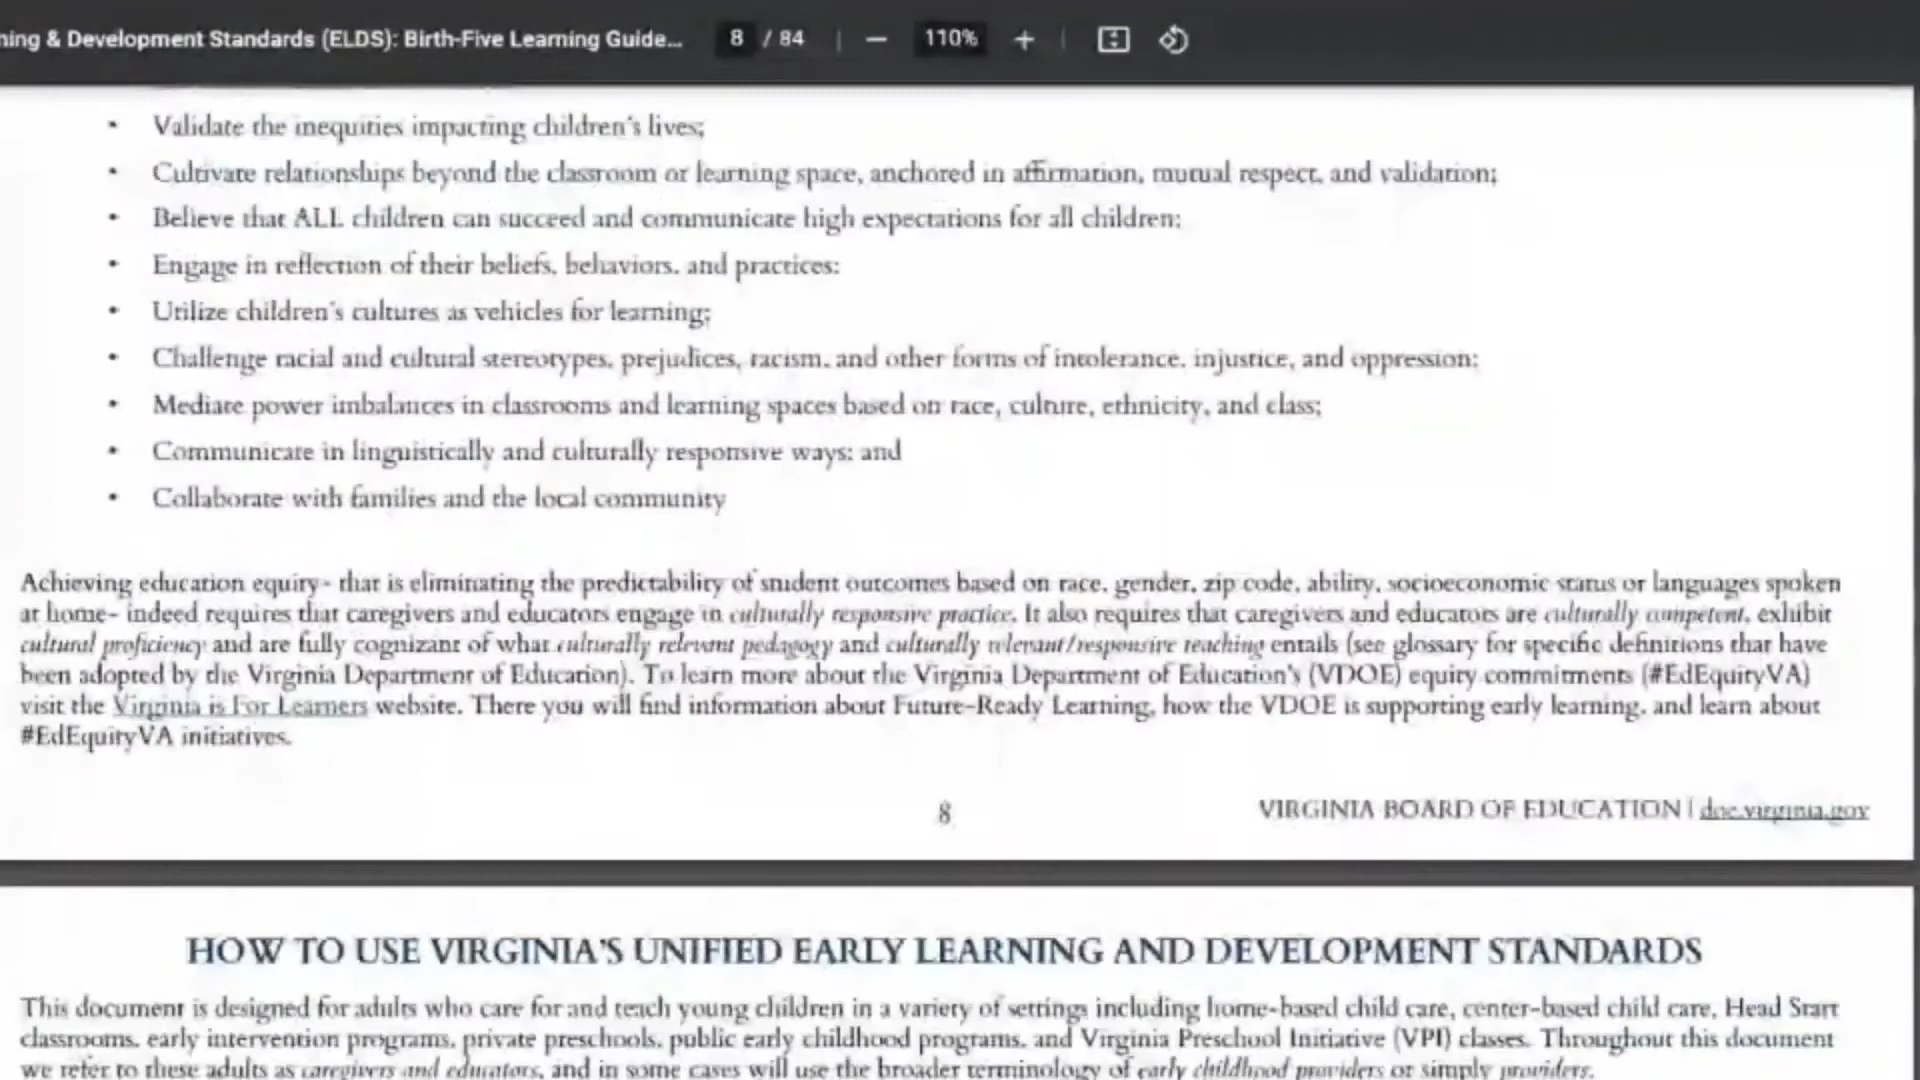 ning & Development Standards (ELDS): Birth-Five Learning Guide... 8 / 84 — 110% +
• Validate the inequities impacting children's lives;
• Cultivate relationships beyond the classroom or learning space, anchored in affirmation, mutual respect, and validation;
• Believe that ALL children can succeed and communicate high expectations for all children;
• Engage in reflection of their beliefs, behaviors, and practices;
• Utilize children's cultures as vehicles for learning;
• Challenge racial and cultural stereotypes, prejudices, racism, and other forms of intolerance, injustice, and oppression;
• Mediate power imbalances in classrooms and learning spaces based on race, culture, ethnicity, and class;
• Communicate in linguistically and culturally responsive ways; and
• Collaborate with families and the local community
Achieving education equity- that is eliminating the predictability of student outcomes based on race, gender, zip code, ability, socioeconomic status or languages spoken
at home- indeed requires that caregivers and educators engage in culturally responsive practice. It also requires that caregivers and educators are culturally competent, exhibit
cultural proficiency and are fully cognizant of what culturally relevant pedagogy and culturally relevant/responsive teaching entails (see glossary for specific definitions that have
been adopted by the Virginia Department of Education). To learn more about the Virginia Department of Education's (VDOE) equity commitments (#EdEquityVA)
visit the Virginia is For Learners website. There you will find information about Future-Ready Learning, how the VDOE is supporting early learning, and learn about
#EdEquityVA initiatives.
8 VIRGINIA BOARD OF EDUCATION | doe.virginia.gov
HOW TO USE VIRGINIA'S UNIFIED EARLY LEARNING AND DEVELOPMENT STANDARDS
This document is designed for adults who care for and teach young children in a variety of settings including home-based child care, center-based child care, Head Start
classrooms, early intervention programs, private preschools, public early childhood programs, and Virginia Preschool Initiative (VPI) classes. Throughout this document
we refer to these adults as caregivers and educators, and in some cases will use the broader terminology of early childhood providers or simply providers.